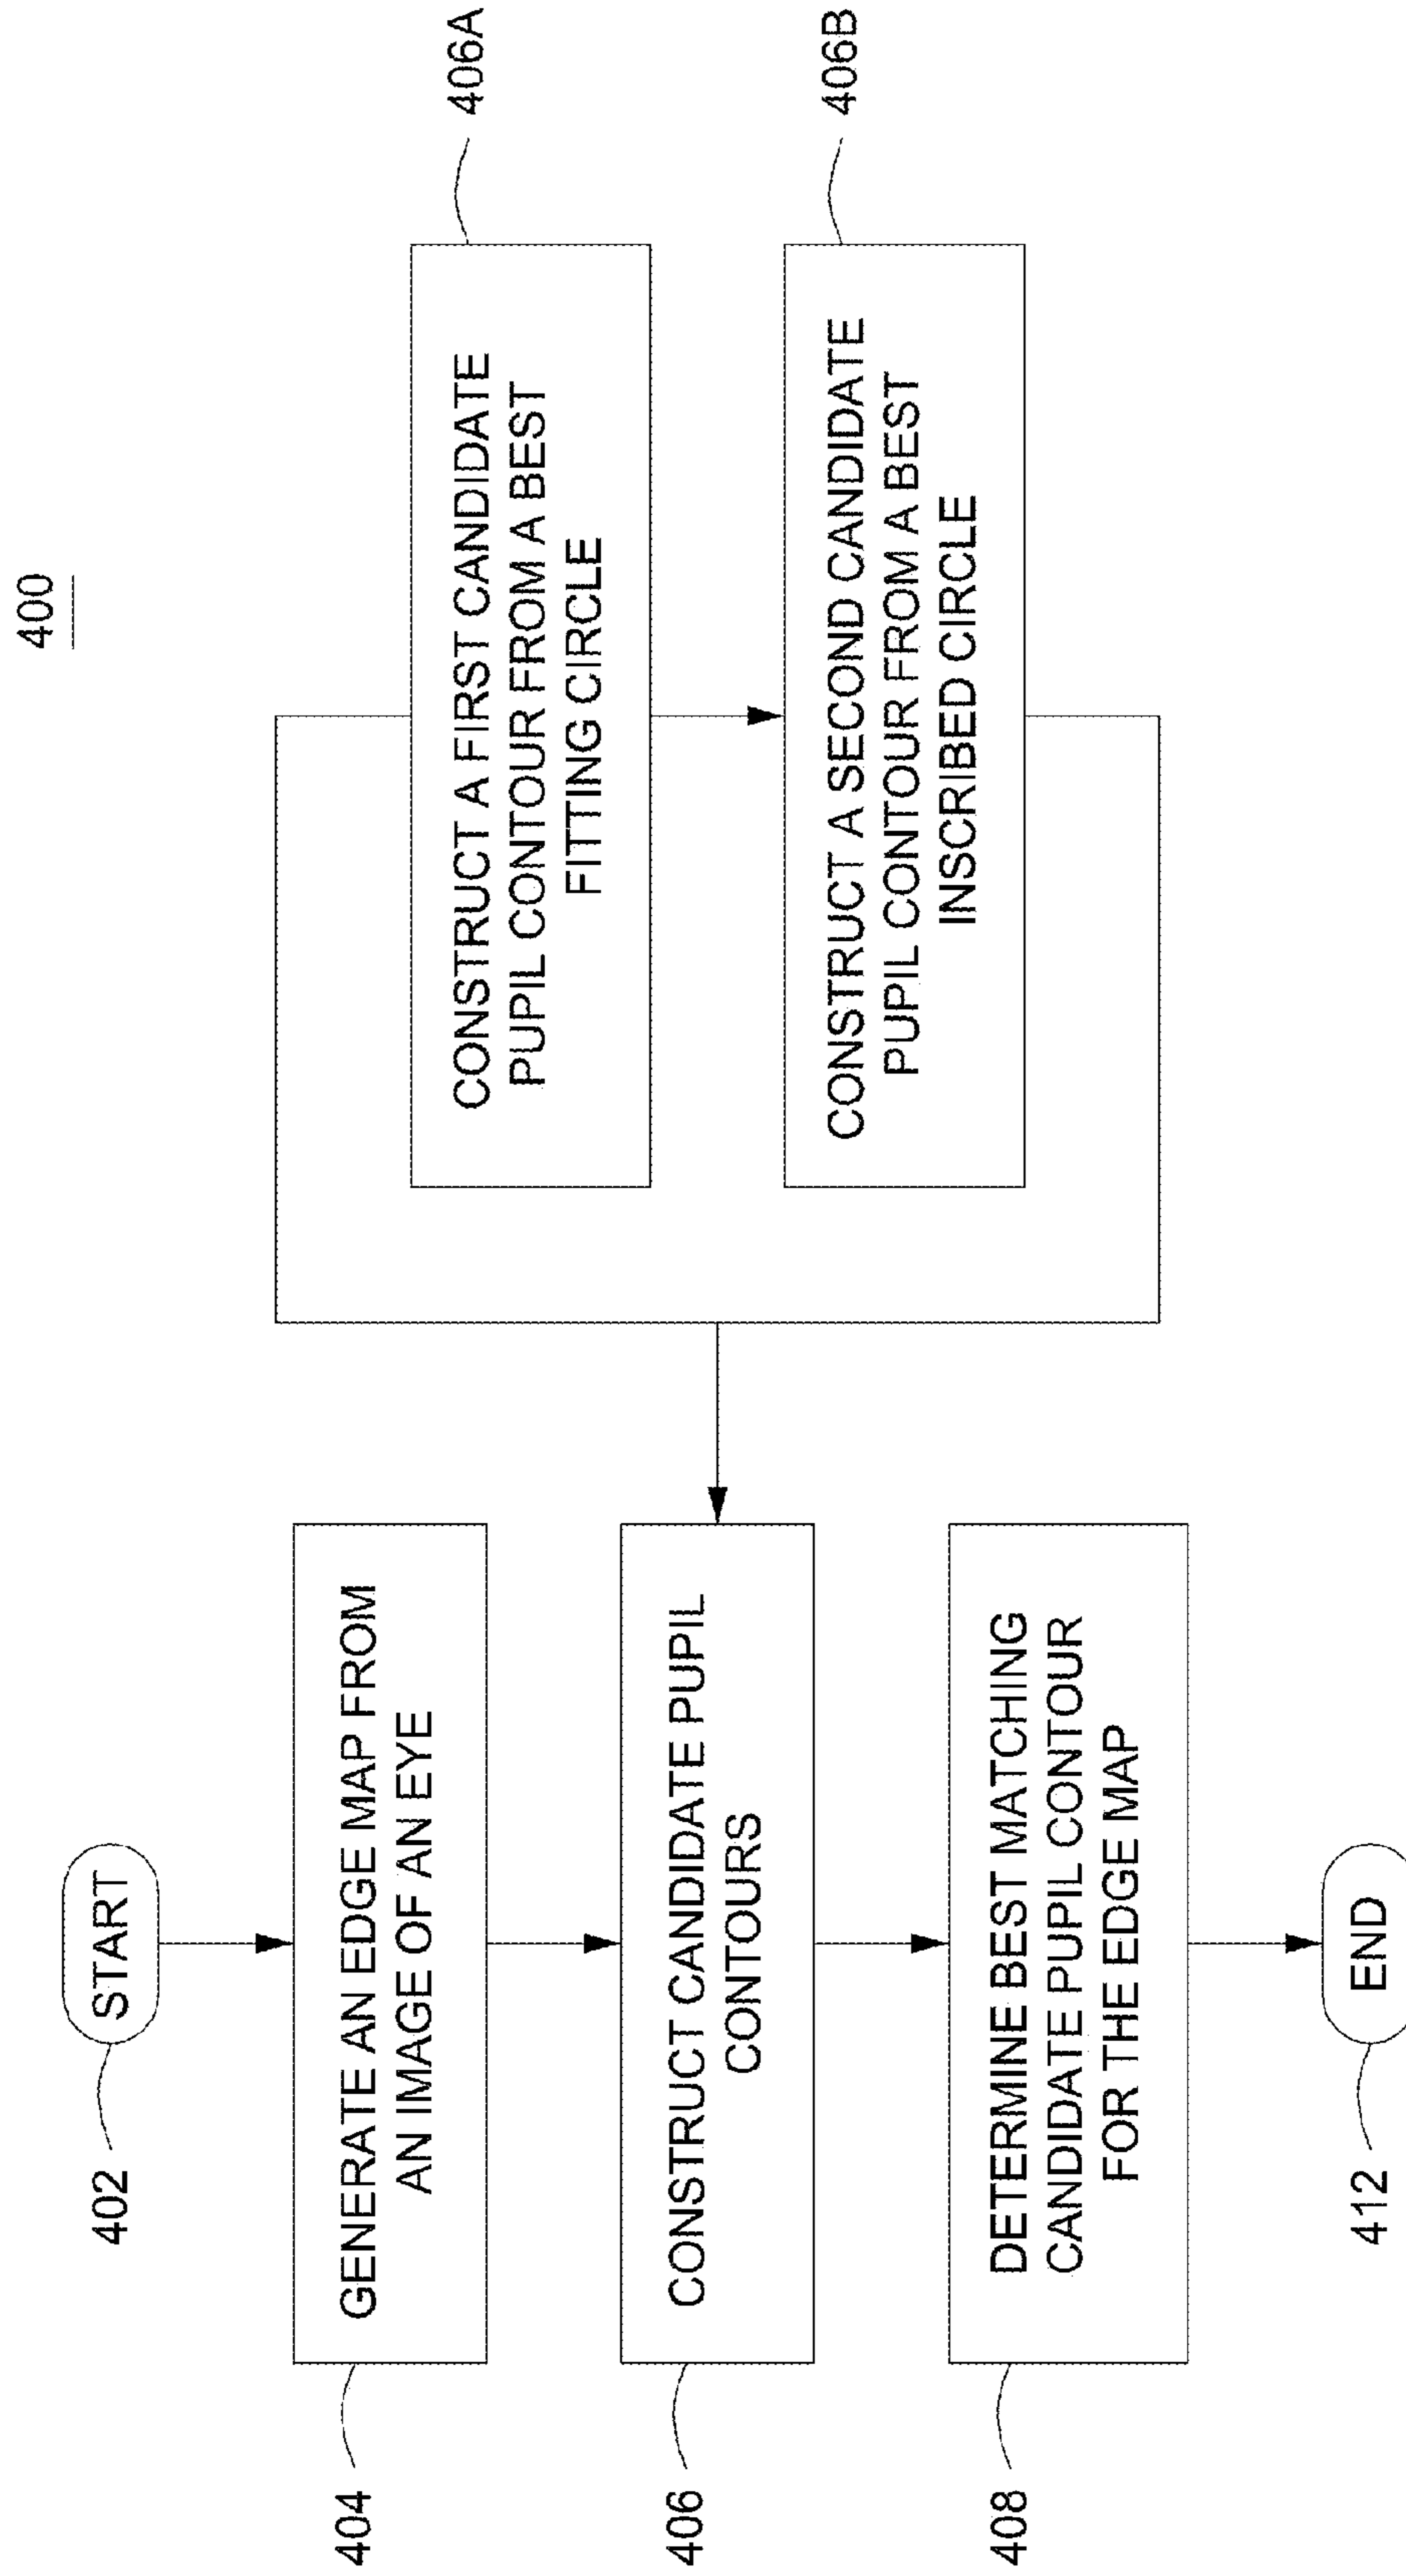 400
402
START
404
GENERATE AN EDGE MAP FROM
AN IMAGE OF AN EYE
406
CONSTRUCT CANDIDATE PUPIL
CONTOURS
408
DETERMINE BEST MATCHING
CANDIDATE PUPIL CONTOUR
FOR THE EDGE MAP
412
END
406A
CONSTRUCT A FIRST CANDIDATE
PUPIL CONTOUR FROM A BEST
FITTING CIRCLE
406B
CONSTRUCT A SECOND CANDIDATE
PUPIL CONTOUR FROM A BEST
INSCRIBED CIRCLE